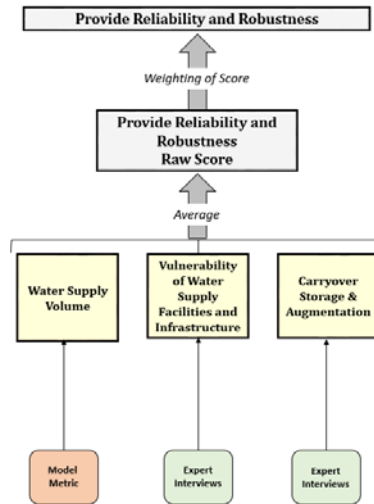 Provide Reliability and Robustness
Weighting of Score
Provide Reliability and
Robustness
Raw Score
Average
Water Supply
Volume
Vulnerability
of Water
Supply
Facilities and
Infrastructure
Carryover
Storage &
Augmentation
Model
Metric
Expert
Interviews
Expert
Interviews